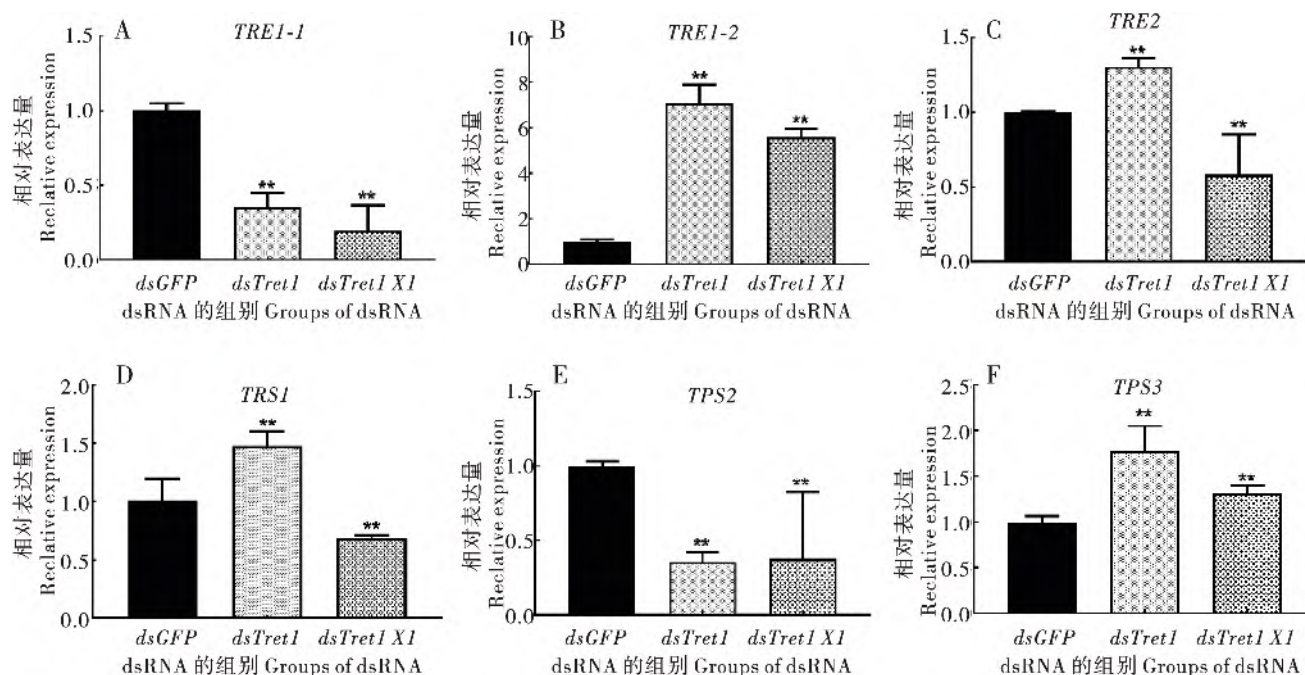 A
TRE1-1
相对表达量
Reclative expression
1.5
1.0
0.5
0.0
**
**
dsGFP dsTret1 dsTret1 X1
dsRNA 的组别 Groups of dsRNA
B
TRE1-2
相对表达量
Reclative expression
10
8
6
4
2
0
**
**
dsGFP dsTret1 dsTret1 X1
dsRNA 的组别 Groups of dsRNA
C
TRE2
相对表达量
Reclative expression
1.5
1.0
0.5
0.0
**
**
dsGFP dsTret1 dsTret1 X1
dsRNA 的组别 Groups of dsRNA
D
TRS1
相对表达量
Reclative expression
2.0
1.5
1.0
0.5
0.0
**
**
dsGFP dsTret1 dsTret1 X1
dsRNA 的组别 Groups of dsRNA
E
TPS2
相对表达量
Reclative expression
1.5
1.0
0.5
0.0
**
**
dsGFP dsTret1 dsTret1 X1
dsRNA 的组别 Groups of dsRNA
F
TPS3
相对表达量
Reclative expression
2.5
2.0
1.5
1.0
0.5
0.0
**
**
dsGFP dsTret1 dsTret1 X1
dsRNA 的组别 Groups of dsRNA